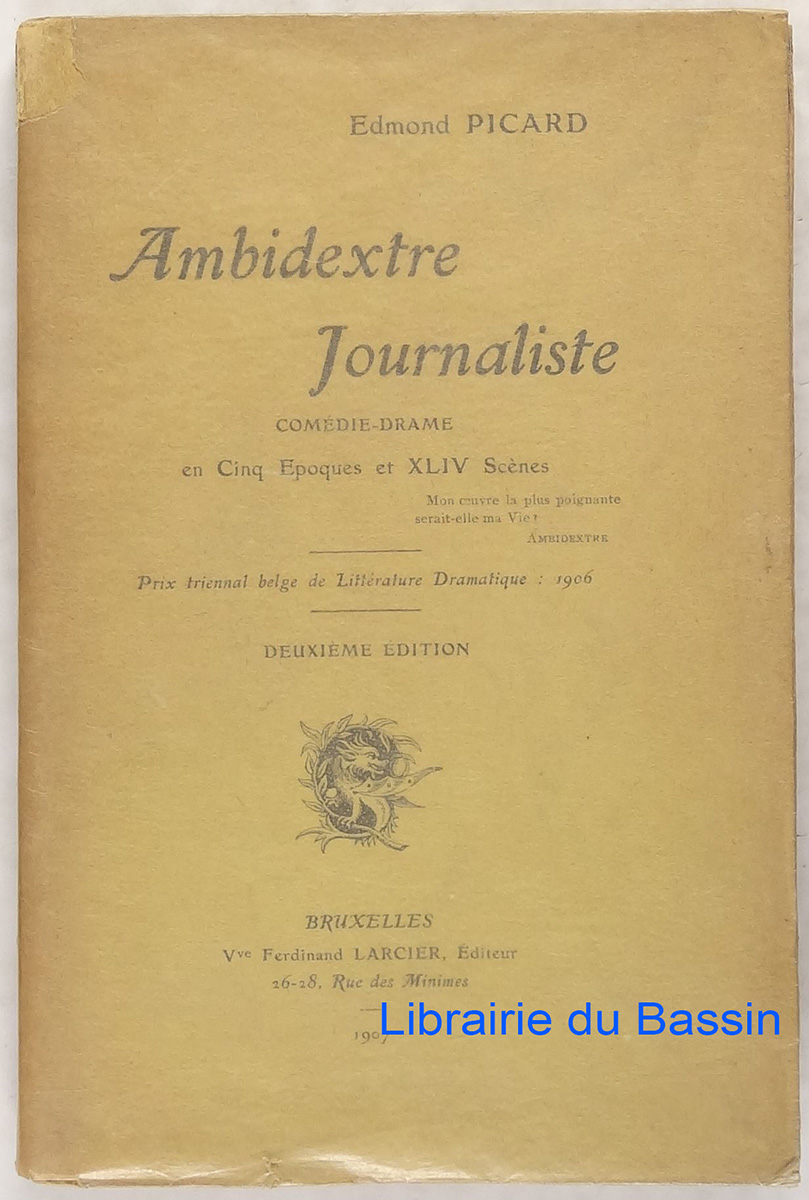 Edmond PICARD
Ambidextre
Journaliste
COMÉDIE-DRAME
en Cinq Epoques et XLIV Scènes
Mon œuvre la plus poignante
serait-elle ma Vie?
AMBIDEXTRE
Prix triennal belge de Littérature Dramatique : 1906
DEUXIÈME ÉDITION
BRUXELLES
Vve Ferdinand LARCIER, Éditeur
26-28, Rue des Minimes
1907
Librairie du Bassin